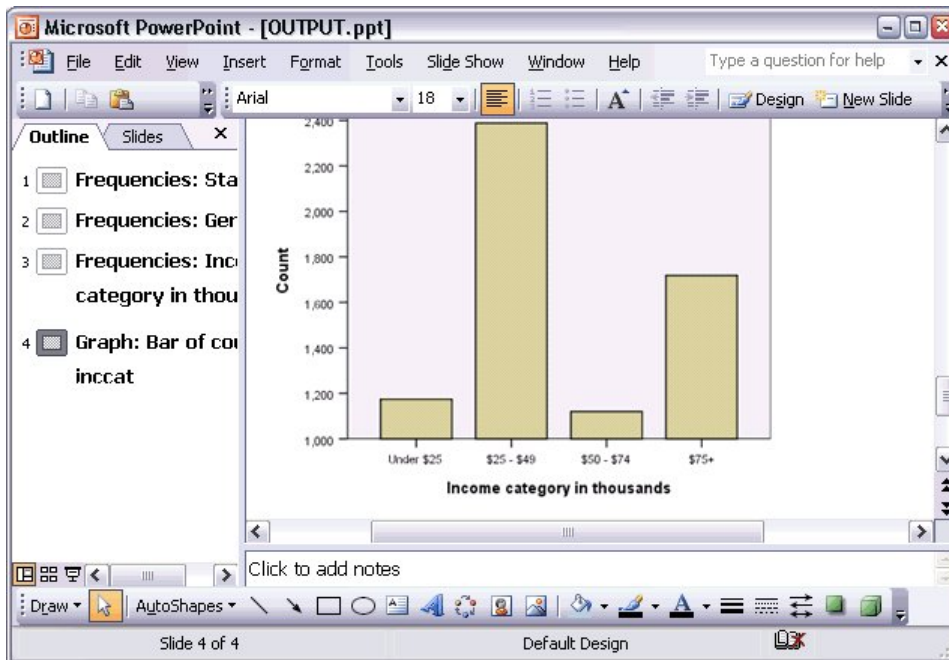 Microsoft PowerPoint - [OUTPUT.ppt]
File Edit View Insert Format Tools Slide Show Window Help Type a question for help
Arial 18 A Design New Slide
Outline Slides
1 Frequencies: Sta
2 Frequencies: Ger
3 Frequencies: Inc
category in thou
4 Graph: Bar of cou
inccat
2,400
2,200
2,000
1,800
1,600
1,400
1,200
1,000
Count
Under $25 $25 - $49 $50 - $74 $75+
Income category in thousands
Click to add notes
Draw AutoShapes A A
Slide 4 of 4 Default Design